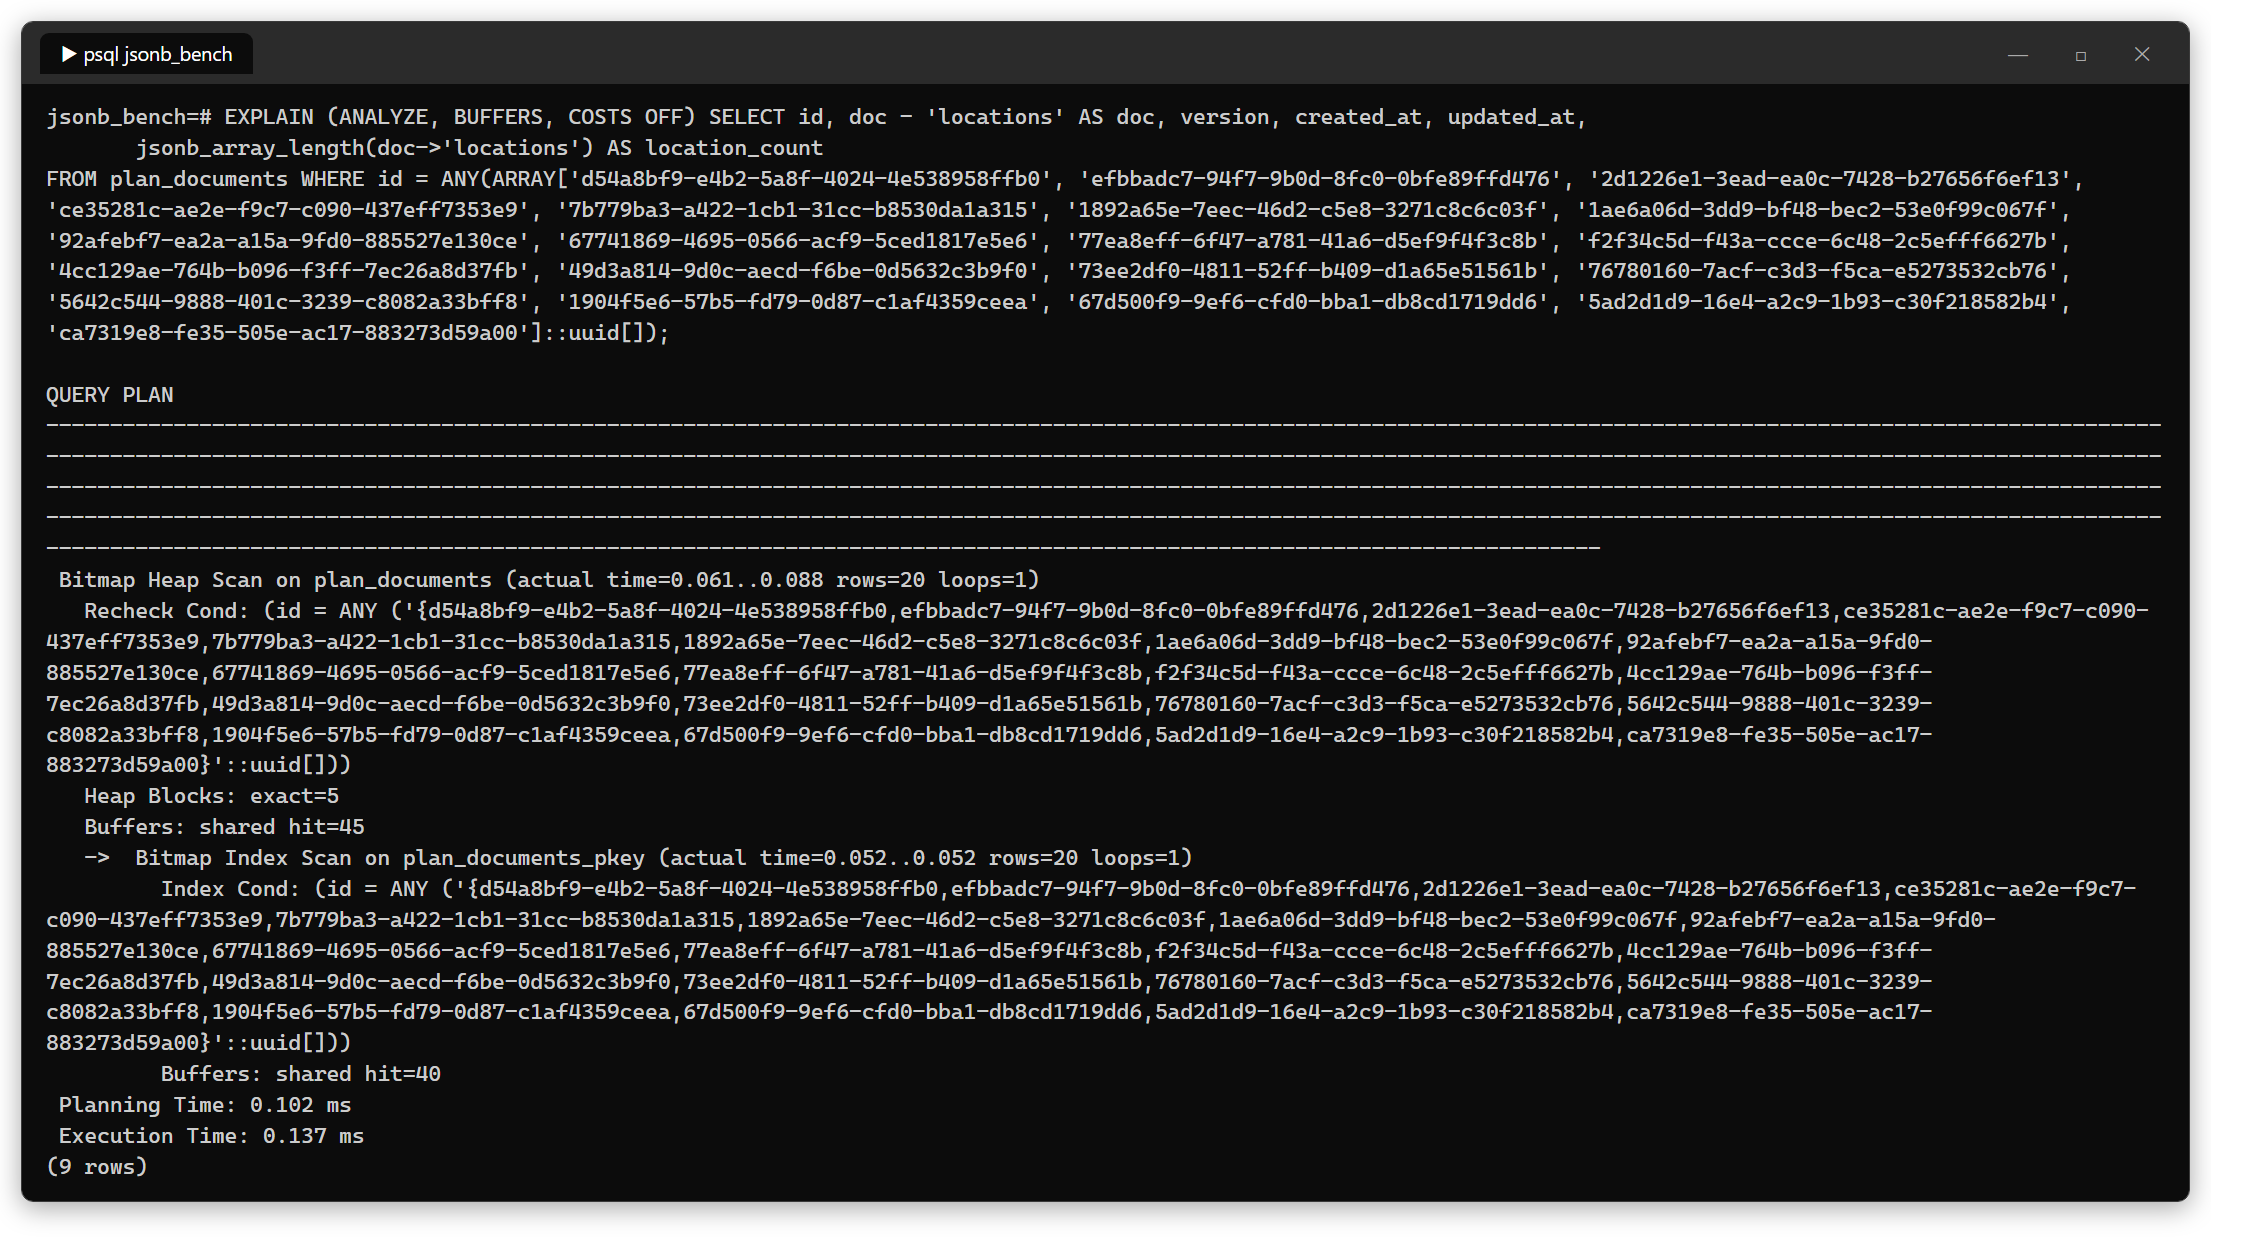 ▶ psql jsonb_bench
jsonb_bench=# EXPLAIN (ANALYZE, BUFFERS, COSTS OFF) SELECT id, doc - 'locations' AS doc, version, created_at, updated_at,
       jsonb_array_length(doc->'locations') AS location_count
FROM plan_documents WHERE id = ANY(ARRAY['d54a8bf9-e4b2-5a8f-4024-4e538958ffb0', 'efbbadc7-94f7-9b0d-8fc0-0bfe89ffd476', '2d1226e1-3ead-ea0c-7428-b27656f6ef13',
'ce35281c-ae2e-f9c7-c090-437eff7353e9', '7b779ba3-a422-1cb1-31cc-b8530da1a315', '1892a65e-7eec-46d2-c5e8-3271c8c6c03f', '1ae6a06d-3dd9-bf48-bec2-53e0f99c067f',
'92afebf7-ea2a-a15a-9fd0-885527e130ce', '67741869-4695-0566-acf9-5ced1817e5e6', '77ea8eff-6f47-a781-41a6-d5ef9f4f3c8b', 'f2f34c5d-f43a-ccce-6c48-2c5efff6627b',
'4cc129ae-764b-b096-f3ff-7ec26a8d37fb', '49d3a814-9d0c-aecd-f6be-0d5632c3b9f0', '73ee2df0-4811-52ff-b409-d1a65e51561b', '76780160-7acf-c3d3-f5ca-e5273532cb76',
'5642c544-9888-401c-3239-c8082a33bff8', '1904f5e6-57b5-fd79-0d87-c1af4359ceea', '67d500f9-9ef6-cfd0-bba1-db8cd1719dd6', '5ad2d1d9-16e4-a2c9-1b93-c30f218582b4',
'ca7319e8-fe35-505e-ac17-883273d59a00']::uuid[]);
QUERY PLAN
----------------------------------------------------------------------------------------------------------------------------------------------------------------------
----------------------------------------------------------------------------------------------------------------------------------------------------------------------
----------------------------------------------------------------------------------------------------------------------------------------------------------------------
----------------------------------------------------------------------------------------------------------------------------------------------------------------------
--------------------------------------------------------------------------------------------------------------------------
 Bitmap Heap Scan on plan_documents (actual time=0.061..0.088 rows=20 loops=1)
   Recheck Cond: (id = ANY ('{d54a8bf9-e4b2-5a8f-4024-4e538958ffb0,efbbadc7-94f7-9b0d-8fc0-0bfe89ffd476,2d1226e1-3ead-ea0c-7428-b27656f6ef13,ce35281c-ae2e-f9c7-c090-
437eff7353e9,7b779ba3-a422-1cb1-31cc-b8530da1a315,1892a65e-7eec-46d2-c5e8-3271c8c6c03f,1ae6a06d-3dd9-bf48-bec2-53e0f99c067f,92afebf7-ea2a-a15a-9fd0-
885527e130ce,67741869-4695-0566-acf9-5ced1817e5e6,77ea8eff-6f47-a781-41a6-d5ef9f4f3c8b,f2f34c5d-f43a-ccce-6c48-2c5efff6627b,4cc129ae-764b-b096-f3ff-
7ec26a8d37fb,49d3a814-9d0c-aecd-f6be-0d5632c3b9f0,73ee2df0-4811-52ff-b409-d1a65e51561b,76780160-7acf-c3d3-f5ca-e5273532cb76,5642c544-9888-401c-3239-
c8082a33bff8,1904f5e6-57b5-fd79-0d87-c1af4359ceea,67d500f9-9ef6-cfd0-bba1-db8cd1719dd6,5ad2d1d9-16e4-a2c9-1b93-c30f218582b4,ca7319e8-fe35-505e-ac17-
883273d59a00}'::uuid[]))
   Heap Blocks: exact=5
   Buffers: shared hit=45
   ->  Bitmap Index Scan on plan_documents_pkey (actual time=0.052..0.052 rows=20 loops=1)
         Index Cond: (id = ANY ('{d54a8bf9-e4b2-5a8f-4024-4e538958ffb0,efbbadc7-94f7-9b0d-8fc0-0bfe89ffd476,2d1226e1-3ead-ea0c-7428-b27656f6ef13,ce35281c-ae2e-f9c7-
c090-437eff7353e9,7b779ba3-a422-1cb1-31cc-b8530da1a315,1892a65e-7eec-46d2-c5e8-3271c8c6c03f,1ae6a06d-3dd9-bf48-bec2-53e0f99c067f,92afebf7-ea2a-a15a-9fd0-
885527e130ce,67741869-4695-0566-acf9-5ced1817e5e6,77ea8eff-6f47-a781-41a6-d5ef9f4f3c8b,f2f34c5d-f43a-ccce-6c48-2c5efff6627b,4cc129ae-764b-b096-f3ff-
7ec26a8d37fb,49d3a814-9d0c-aecd-f6be-0d5632c3b9f0,73ee2df0-4811-52ff-b409-d1a65e51561b,76780160-7acf-c3d3-f5ca-e5273532cb76,5642c544-9888-401c-3239-
c8082a33bff8,1904f5e6-57b5-fd79-0d87-c1af4359ceea,67d500f9-9ef6-cfd0-bba1-db8cd1719dd6,5ad2d1d9-16e4-a2c9-1b93-c30f218582b4,ca7319e8-fe35-505e-ac17-
883273d59a00}'::uuid[]))
         Buffers: shared hit=40
 Planning Time: 0.102 ms
 Execution Time: 0.137 ms
(9 rows)